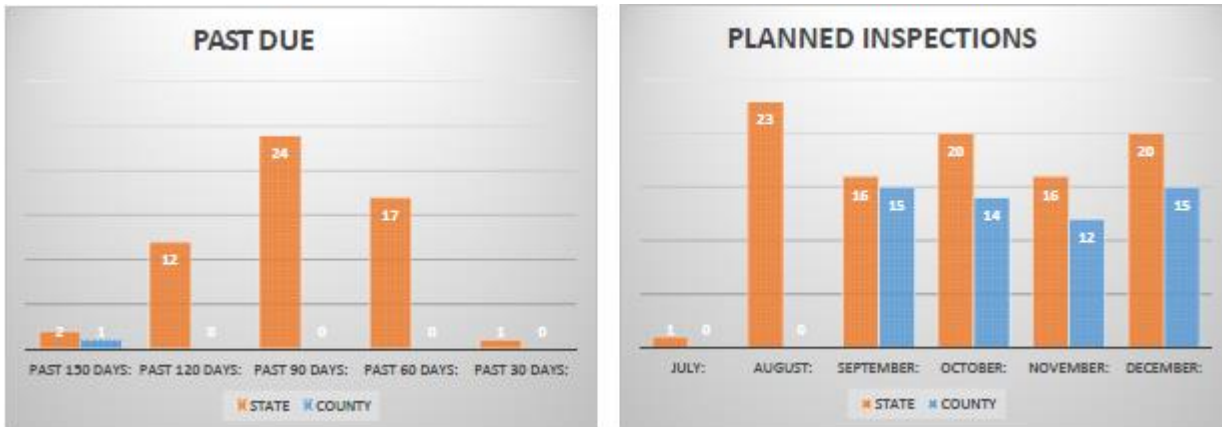 PAST DUE
24
17
12
2 1 0 0 0 1 0
PAST 150 DAYS: PAST 120 DAYS: PAST 90 DAYS: PAST 60 DAYS: PAST 30 DAYS:
STATE COUNTY
PLANNED INSPECTIONS
23
20 20
16 15 14 16 15
12
1 0 0
JULY: AUGUST: SEPTEMBER: OCTOBER: NOVEMBER: DECEMBER:
STATE COUNTY